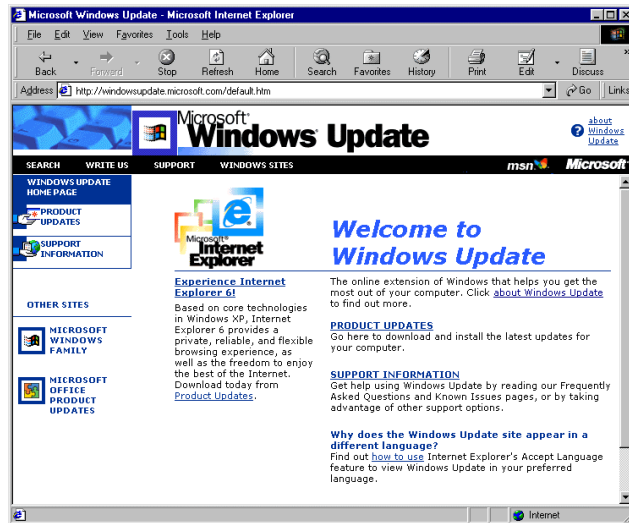 Microsoft Windows Update - Microsoft Internet Explorer
File Edit View Favorites Tools Help
Back Forward Stop Refresh Home Search Favorites History Print Edit Discuss
Address http://windowsupdate.microsoft.com/default.htm Go Links
Microsoft
Windows Update
about
Windows
Update
SEARCH WRITE US SUPPORT WINDOWS SITES msn Microsoft
WINDOWS UPDATE
HOME PAGE
PRODUCT
UPDATES
SUPPORT
INFORMATION
OTHER SITES
MICROSOFT
WINDOWS
FAMILY
MICROSOFT
OFFICE
PRODUCT
UPDATES
Microsoft
Internet
Explorer
Experience Internet
Explorer 6!
Based on core technologies
in Windows XP, Internet
Explorer 6 provides a
private, reliable, and flexible
browsing experience, as
well as the freedom to enjoy
the best of the Internet.
Download today from
Product Updates.
Welcome to
Windows Update
The online extension of Windows that helps you get the
most out of your computer. Click about Windows Update
to find out more.
PRODUCT UPDATES
Go here to download and install the latest updates for
your computer.
SUPPORT INFORMATION
Get help using Windows Update by reading our Frequently
Asked Questions and Known Issues pages, or by taking
advantage of other support options.
Why does the Windows Update site appear in a
different language?
Find out how to use Internet Explorer's Accept Language
feature to view Windows Update in your preferred
language.
Internet